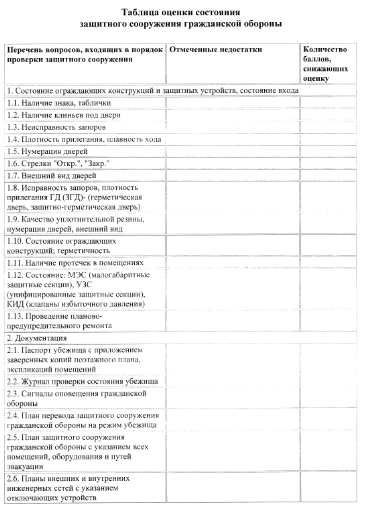 Таблица оценки состояния
защитного сооружения гражданской обороны
Перечень вопросов, входящих в порядок
проверки защитного сооружения
Отмеченные недостатки
Количество
баллов,
снижающих
оценку
1. Состояние ограждающих конструкций и защитных устройств, состояние входа
1.1. Наличие знака, таблички
1.2. Наличие клиньев под двери
1.3. Неисправность запоров
1.4. Плотность прилегания, плавность хода
1.5. Нумерация дверей
1.6. Стрелки "Откр.", "Закр."
1.7. Внешний вид дверей
1.8. Исправность запоров, плотность
прилегания ГД (ЗГД)- (герметическая
дверь, защитно-герметическая дверь)
1.9. Качество уплотнительной резины,
нумерация дверей, внешний вид
1.10. Состояние ограждающих
конструкций; герметичность
1.11. Наличие протечек в помещениях
1.12. Состояние: МЭС (малогабаритные
защитные секции), УЗС
(унифицированные защитные секции),
КИД (клапаны избыточного давления)
1.13. Проведение планово-
предупредительного ремонта
2. Документация
2.1. Паспорт убежища с приложением
заверенных копий поэтажного плана,
экспликаций помещений
2.2. Журнал проверки состояния убежища
2.3. Сигналы оповещения гражданской
обороны
2.4. План перевода защитного сооружения
гражданской обороны на режим убежища
2.5. План защитного сооружения
гражданской обороны с указанием всех
помещений, оборудования и путей
эвакуации
2.6. Планы внешних и внутренних
инженерных сетей с указанием
отключающих устройств